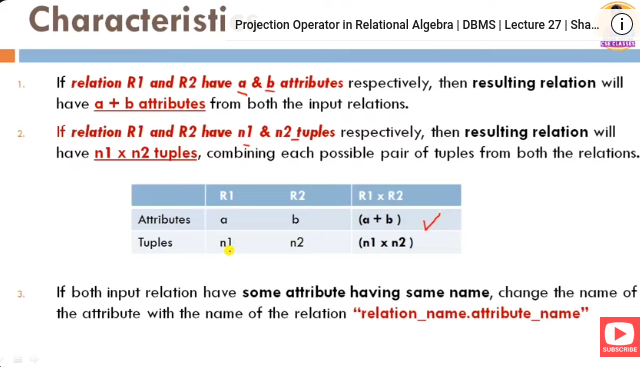 Characteristi
Projection Operator in Relational Algebra | DBMS | Lecture 27 | Sha...
CSE CLASSES
1. If relation R1 and R2 have a & b attributes respectively, then resulting relation will
have a + b attributes from both the input relations.
2. If relation R1 and R2 have n1 & n2 tuples respectively, then resulting relation will
have n1 x n2 tuples, combining each possible pair of tuples from both the relations.
R1 R2 R1 x R2
Attributes a b (a + b )
Tuples n1 n2 (n1 x n2 )
3. If both input relation have some attribute having same name, change the name of
the attribute with the name of the relation “relation_name.attribute_name”
SUBSCRIBE